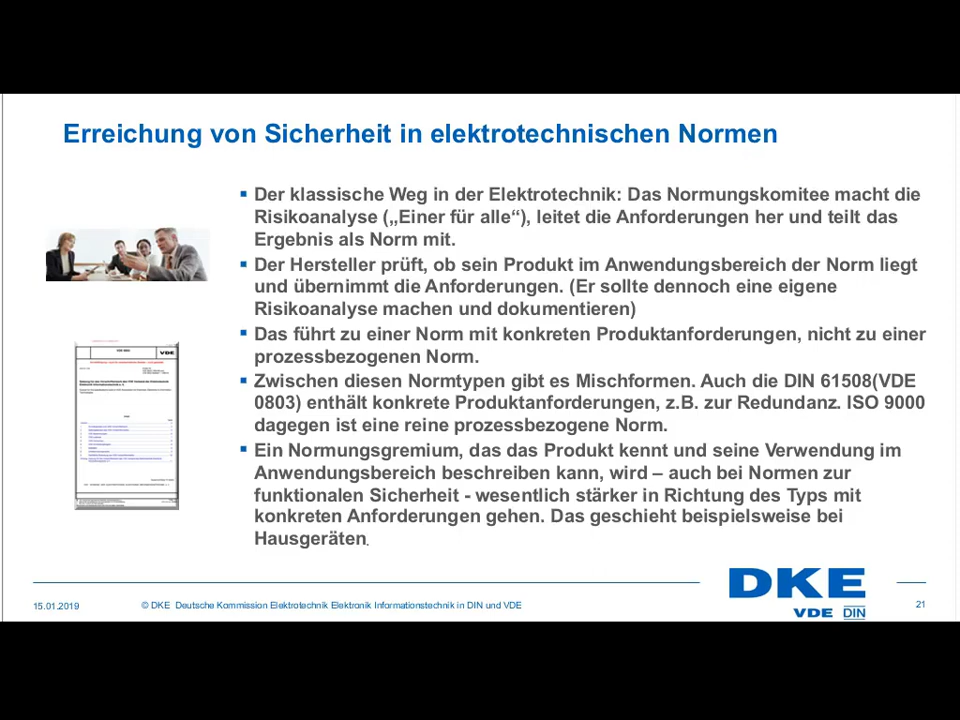 Erreichung von Sicherheit in elektrotechnischen Normen
▪ Der klassische Weg in der Elektrotechnik: Das Normungskomitee macht die
Risikoanalyse („Einer für alle“), leitet die Anforderungen her und teilt das
Ergebnis als Norm mit.
▪ Der Hersteller prüft, ob sein Produkt im Anwendungsbereich der Norm liegt
und übernimmt die Anforderungen. (Er sollte dennoch eine eigene
Risikoanalyse machen und dokumentieren)
▪ Das führt zu einer Norm mit konkreten Produktanforderungen, nicht zu einer
prozessbezogenen Norm.
▪ Zwischen diesen Normtypen gibt es Mischformen. Auch die DIN 61508(VDE
0803) enthält konkrete Produktanforderungen, z.B. zur Redundanz. ISO 9000
dagegen ist eine reine prozessbezogene Norm.
▪ Ein Normungsgremium, das das Produkt kennt und seine Verwendung im
Anwendungsbereich beschreiben kann, wird – auch bei Normen zur
funktionalen Sicherheit - wesentlich stärker in Richtung des Typs mit
konkreten Anforderungen gehen. Das geschieht beispielsweise bei
Hausgeräten.
VDE
15.01.2019
© DKE Deutsche Kommission Elektrotechnik Elektronik Informationstechnik in DIN und VDE
DKE
VDE DIN
21